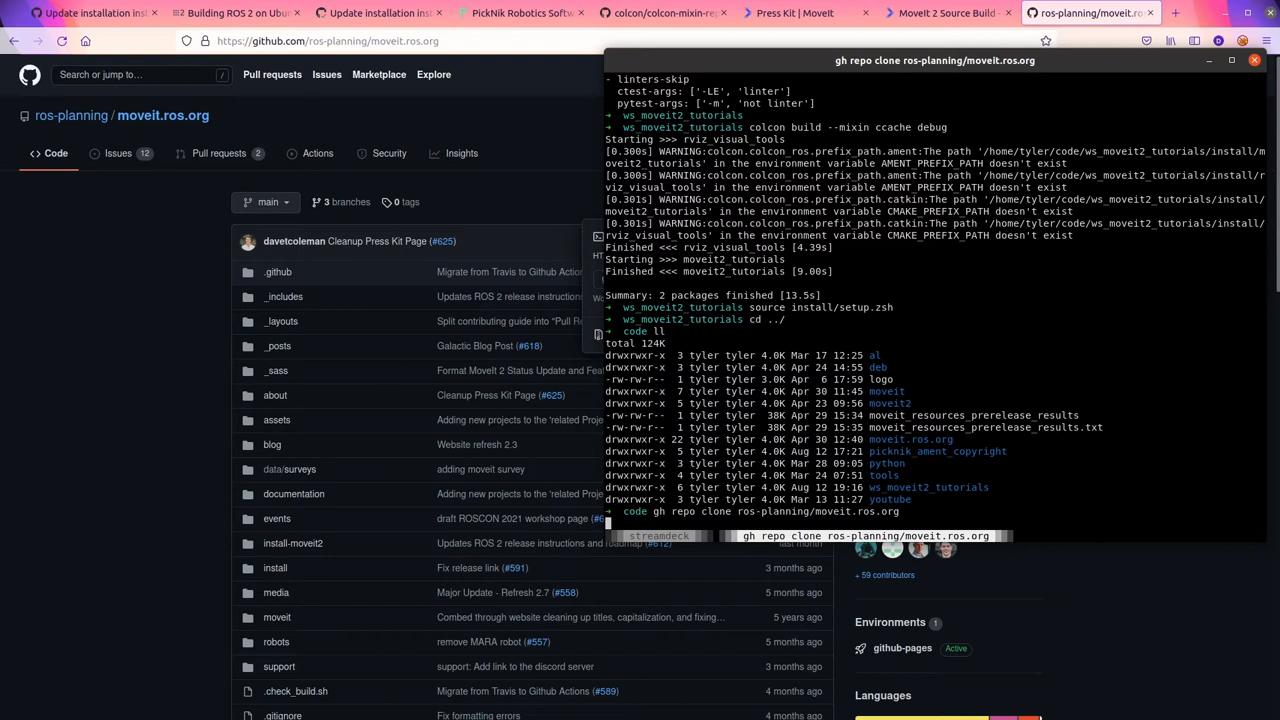 Update installation inst
Building ROS 2 on Ubun
Update installation inst
PickNik Robotics Softw
colcon/colcon-mixin-rep
Press Kit | MoveIt
MoveIt 2 Source Build -
ros-planning/moveit.ros
https://github.com/ros-planning/moveit.ros.org
Search or jump to...
/
Pull requests
Issues
Marketplace
Explore
ros-planning / moveit.ros.org
Code
Issues 12
Pull requests 2
Actions
Security
Insights
main
3 branches
0 tags
davetcoleman Cleanup Press Kit Page (#625)
.github Migrate from Travis to Github Action
_includes Updates ROS 2 release instructions
_layouts Split contributing guide into "Pull R
_posts Galactic Blog Post (#618)
_sass Format MoveIt 2 Status Update and Fea
about Cleanup Press Kit Page (#625)
assets Adding new projects to the 'related Proj
blog Website refresh 2.3
data/surveys adding moveit survey
documentation Adding new projects to the 'related Proj
events draft ROSCON 2021 workshop page (#6
install-moveit2 Updates ROS 2 release instructions and roadmap (#612) last month
install Fix release link (#591) 3 months ago
media Major Update - Refresh 2.7 (#558) 5 months ago
moveit Combed through website cleaning up titles, capitalization, and fixing... 5 years ago
robots remove MARA robot (#557) 5 months ago
support support: Add link to the discord server 3 months ago
.check_build.sh Migrate from Travis to Github Actions (#589) 4 months ago
.gitignore Fix formatting errors 4 months ago
gh repo clone ros-planning/moveit.ros.org
- linters-skip
ctest-args: ['-LE', 'linter']
pytest-args: ['-m', 'not linter']
➜ ws_moveit2_tutorials
➜ ws_moveit2_tutorials colcon build --mixin ccache debug
Starting >>> rviz_visual_tools
[0.300s] WARNING:colcon.colcon_ros.prefix_path.ament:The path '/home/tyler/code/ws_moveit2_tutorials/install/m
oveit2_tutorials' in the environment variable AMENT_PREFIX_PATH doesn't exist
[0.300s] WARNING:colcon.colcon_ros.prefix_path.ament:The path '/home/tyler/code/ws_moveit2_tutorials/install/r
viz_visual_tools' in the environment variable AMENT_PREFIX_PATH doesn't exist
[0.301s] WARNING:colcon.colcon_ros.prefix_path.catkin:The path '/home/tyler/code/ws_moveit2_tutorials/install/
moveit2_tutorials' in the environment variable CMAKE_PREFIX_PATH doesn't exist
[0.301s] WARNING:colcon.colcon_ros.prefix_path.catkin:The path '/home/tyler/code/ws_moveit2_tutorials/install/
rviz_visual_tools' in the environment variable CMAKE_PREFIX_PATH doesn't exist
Finished <<< rviz_visual_tools [4.39s]
Starting >>> moveit2_tutorials
Finished <<< moveit2_tutorials [9.00s]
Summary: 2 packages finished [13.5s]
➜ ws_moveit2_tutorials source install/setup.zsh
➜ ws_moveit2_tutorials cd ../
➜ code ll
total 124K
drwxrwxr-x 3 tyler tyler 4.0K Mar 17 12:25 al
drwxrwxr-x 6 tyler tyler 4.0K Apr 24 14:55 deb
-rw-rw-r-- 1 tyler tyler 3.0K Apr 6 17:59 logo
drwxrwxr-x 7 tyler tyler 4.0K Apr 30 11:45 moveit
drwxrwxr-x 5 tyler tyler 4.0K Apr 23 09:56 moveit2
-rw-rw-r-- 1 tyler tyler 38K Apr 29 15:34 moveit_resources_prerelease_results
-rw-rw-r-- 1 tyler tyler 38K Apr 29 15:35 moveit_resources_prerelease_results.txt
drwxrwxr-x 22 tyler tyler 4.0K Apr 30 12:40 moveit.ros.org
drwxrwxr-x 5 tyler tyler 4.0K Aug 12 17:21 picknik_ament_copyright
drwxrwxr-x 3 tyler tyler 4.0K Mar 28 09:05 python
drwxrwxr-x 4 tyler tyler 4.0K Mar 24 07:51 tools
drwxrwxr-x 6 tyler tyler 4.0K Aug 12 19:16 ws_moveit2_tutorials
drwxrwxr-x 3 tyler tyler 4.0K Mar 13 11:27 youtube
➜ code gh repo clone ros-planning/moveit.ros.org
streamdeck
gh repo clone ros-planning/moveit.ros.org
+ 59 contributors
Environments 1
github-pages Active
Languages